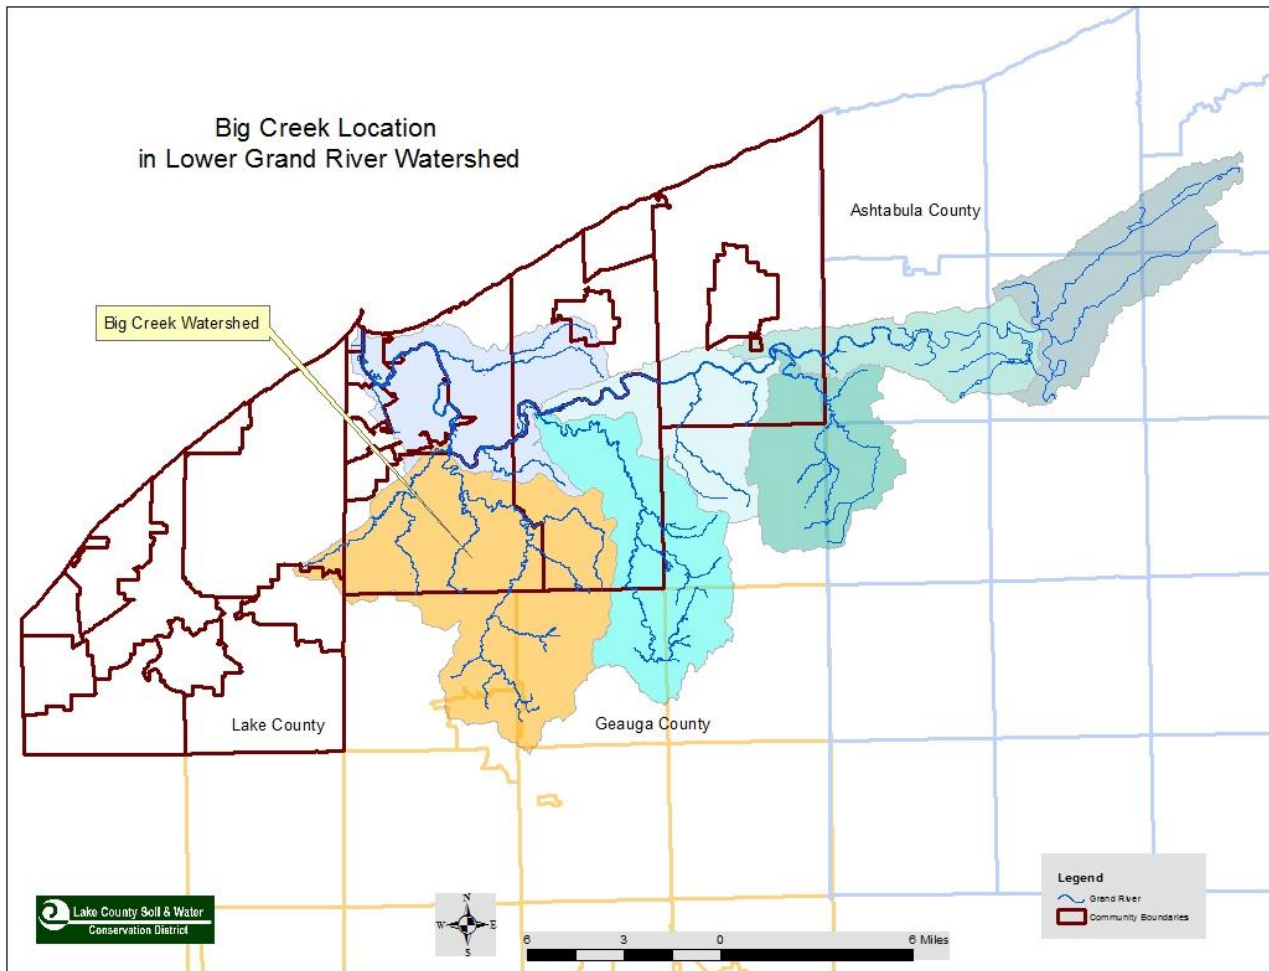 Big Creek Location
in Lower Grand River Watershed
Ashtabula County
Big Creek Watershed
Lake County
Geauga County
Legend
Grand River
Community Boundaries
Lake County Soil & Water
Conservation District
N
W
E
S
6 3 0 6 Miles